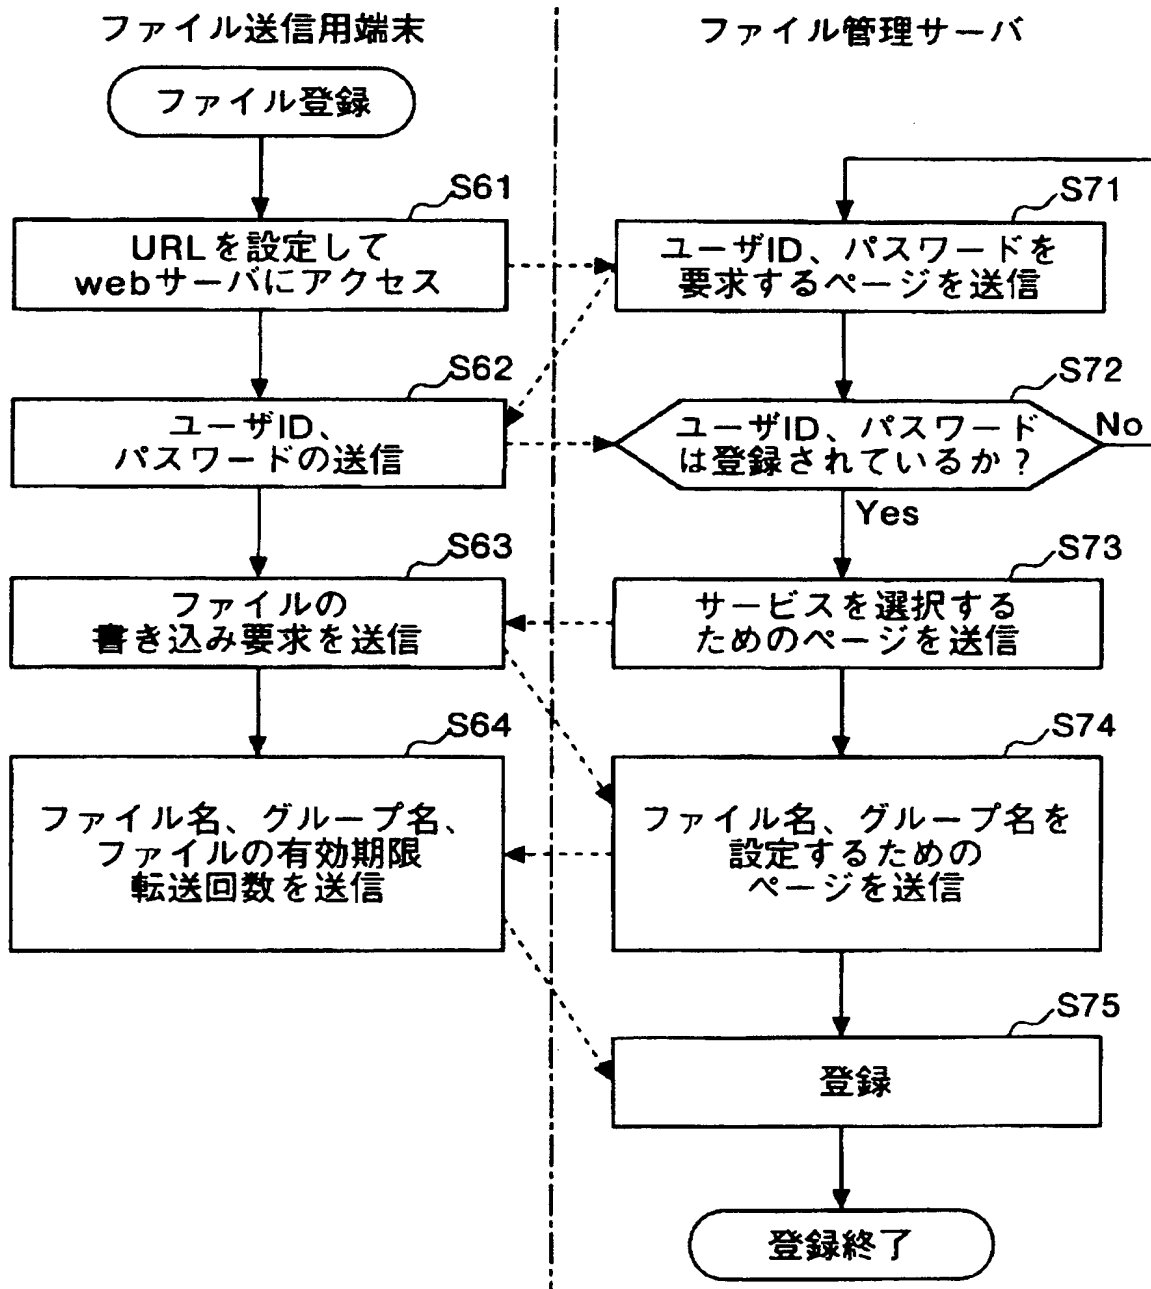 ファイル送信用端末
ファイル管理サーバ
ファイル登録
S61
URLを設定して
webサーバにアクセス
S71
ユーザID、パスワードを
要求するページを送信
S62
ユーザID、
パスワードの送信
S72
ユーザID、パスワード
は登録されているか？
No
Yes
S63
ファイルの
書き込み要求を送信
S73
サービスを選択する
ためのページを送信
S64
ファイル名、グループ名、
ファイルの有効期限
転送回数を送信
S74
ファイル名、グループ名を
設定するための
ページを送信
S75
登録
登録終了